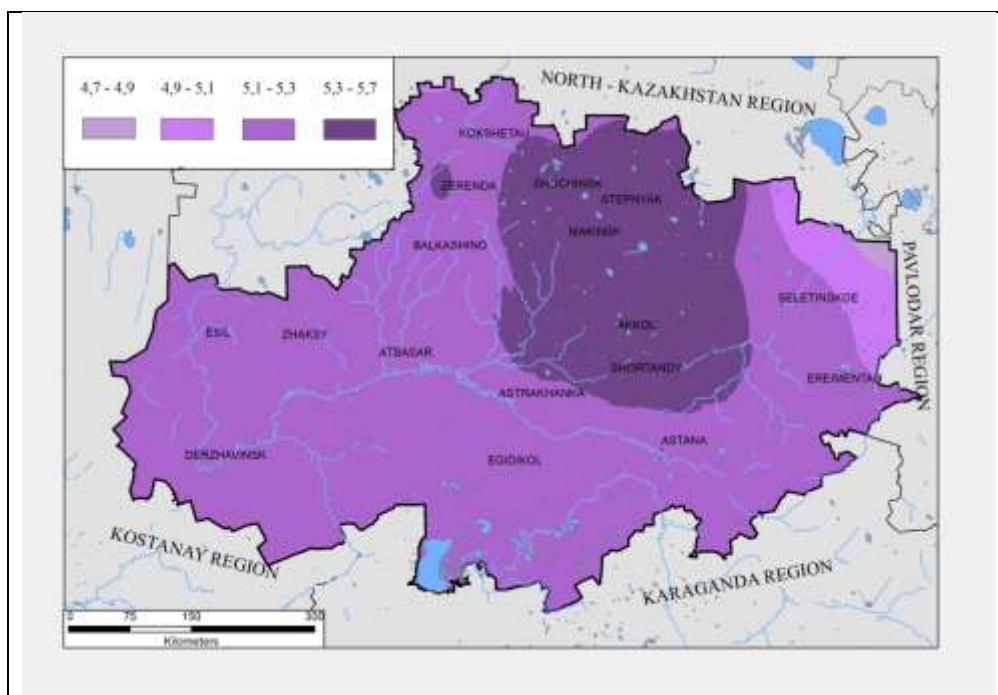 4,7 - 4,9 4,9 - 5,1 5,1 - 5,3 5,3 - 5,7
NORTH - KAZAKHSTAN REGION
KOKSHETAU
ZERENDA
SHCHINSK
STEPNYAK
MAKINSK
BALKASHINO
PAVLODAR REGION
SELETINSKOE
ESIL
ZHAKSY
AKKOL
ATBASAR
SHORTANDY
EREIMENTAU
ASTRAKHANKA
ASTANA
DERZHAVINSK
EGIDIKOL
KOSTANAY REGION
KARAGANDA REGION
0 75 150 300
Kilometers